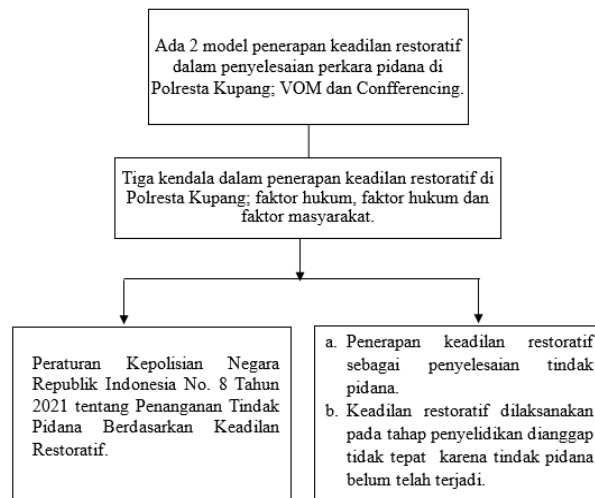 Ada 2 model penerapan keadilan restoratif
dalam penyelesaian perkara pidana di
Polresta Kupang; VOM dan Confferencing.
Tiga kendala dalam penerapan keadilan restoratif di
Polresta Kupang; faktor hukum, faktor hukum dan
faktor masyarakat.
Peraturan Kepolisian Negara
Republik Indonesia No. 8 Tahun
2021 tentang Penanganan Tindak
Pidana Berdasarkan Keadilan
Restoratif.
a. Penerapan keadilan restoratif
sebagai penyelesaian tindak
pidana.
b. Keadilan restoratif dilaksanakan
pada tahap penyelidikan dianggap
tidak tepat karena tindak pidana
belum telah terjadi.